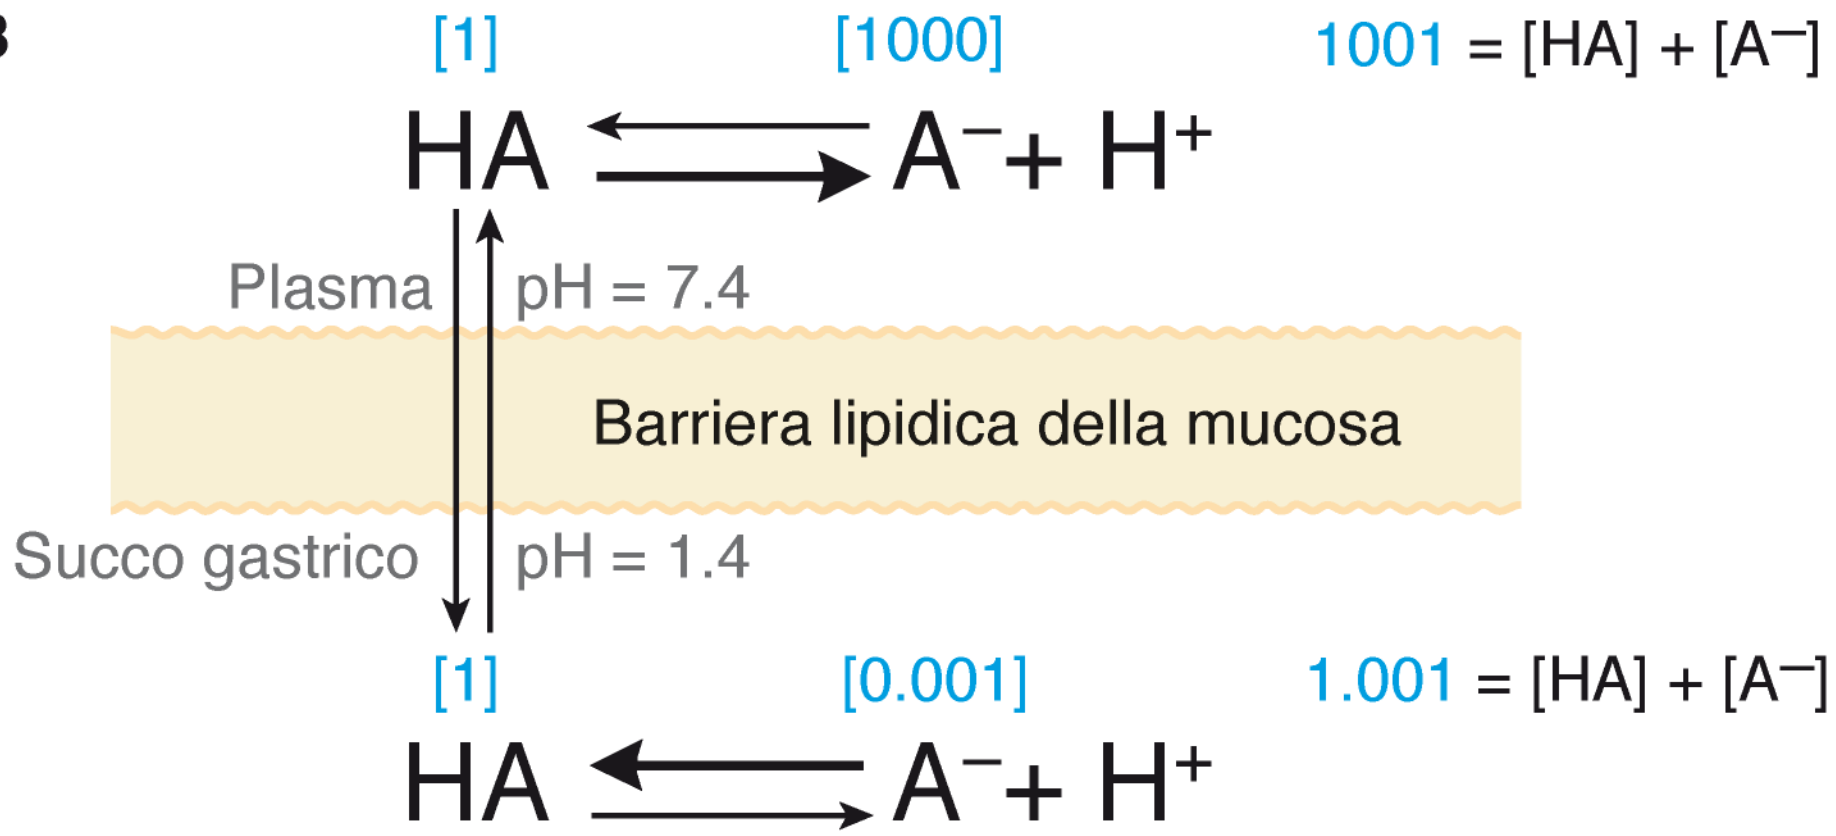 [1] [1000] 1001 = [HA] + [A–]
HA A– + H+
Plasma pH = 7.4
Barriera lipidica della mucosa
Succo gastrico pH = 1.4
[1] [0.001] 1.001 = [HA] + [A–]
HA A– + H+